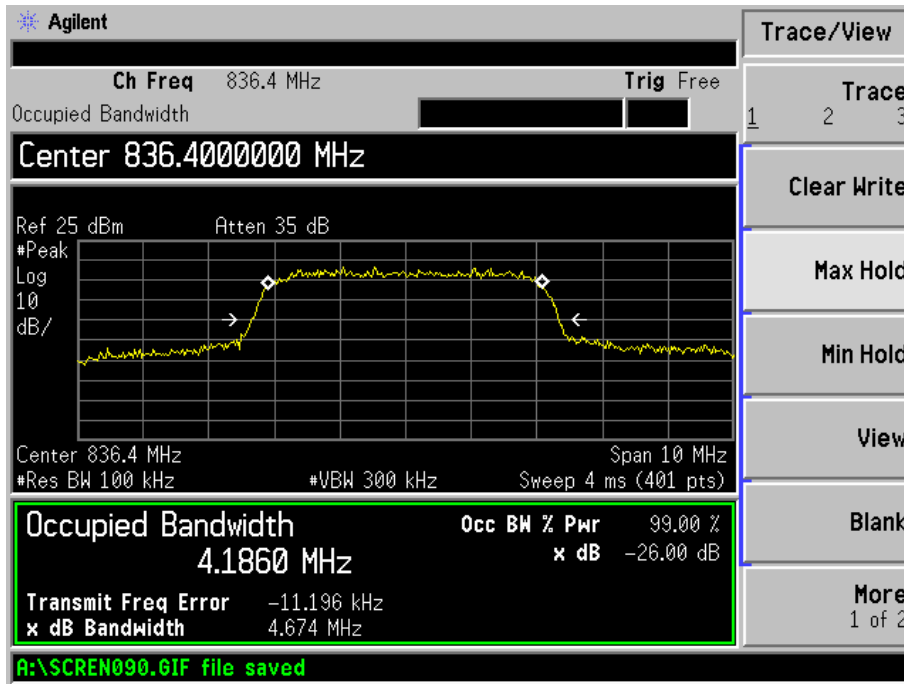 Agilent
Trace/View
Ch Freq 836.4 MHz Trig Free
Occupied Bandwidth
Trace
1 2 3
Center 836.4000000 MHz
Clear Write
Ref 25 dBm Atten 35 dB
#Peak
Log
10
dB/
Max Hold
Min Hold
View
Center 836.4 MHz Span 10 MHz
#Res BW 100 kHz #VBW 300 kHz Sweep 4 ms (401 pts)
Blank
Occupied Bandwidth Occ BW % Pwr 99.00 %
4.1860 MHz x dB -26.00 dB
Transmit Freq Error -11.196 kHz
x dB Bandwidth 4.674 MHz
More
1 of 2
A:\SCREN090.GIF file saved